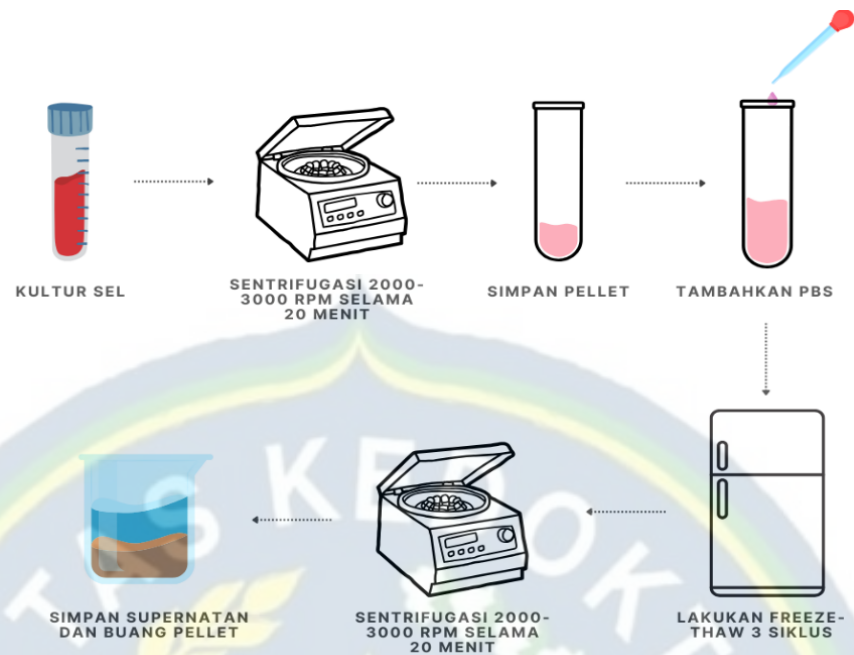 KULTUR SEL
SENTRIFUGASI 2000-
3000 RPM SELAMA
20 MENIT
SIMPAN PELLET
TAMBAHKAN PBS
SIMPAN SUPERNATAN
DAN BUANG PELLET
SENTRIFUGASI 2000-
3000 RPM SELAMA
20 MENIT
LAKUKAN FREEZE-
THAW 3 SIKLUS